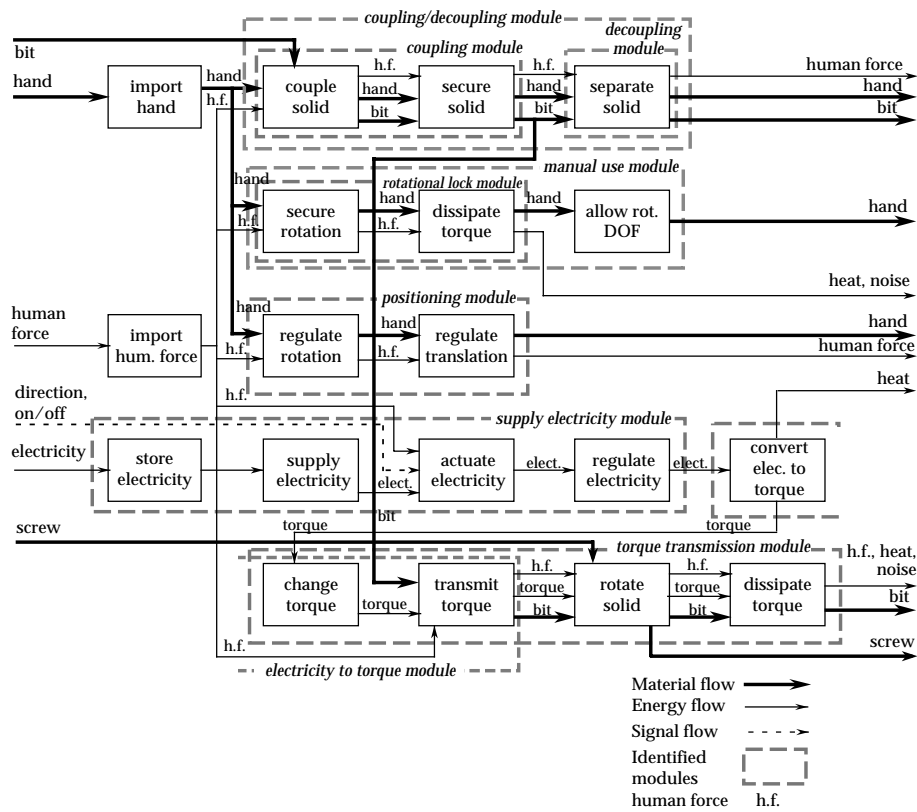 coupling/decoupling module
decoupling
module
coupling module
bit
hand
import
hand
hand
h.f.
couple
solid
h.f.
hand
bit
secure
solid
h.f.
hand
bit
separate
solid
human force
hand
bit
manual use module
rotational lock module
hand
h.f.
secure
rotation
hand
h.f.
dissipate
torque
hand
allow rot.
DOF
hand
heat, noise
positioning module
human
force
import
hum. force
hand
h.f.
regulate
rotation
hand
h.f.
regulate
translation
hand
human force
heat
direction,
on/off
h.f.
supply electricity module
electricity
store
electricity
supply
electricity
elect.
actuate
electricity
elect.
regulate
electricity
elect.
convert
elec. to
torque
screw
bit
torque
torque
torque transmission module
change
torque
torque
transmit
torque
h.f.
torque
bit
rotate
solid
h.f.
torque
bit
dissipate
torque
h.f., heat,
noise
bit
h.f.
electricity to torque module
screw
Material flow
Energy flow
Signal flow
Identified
modules
human force h.f.